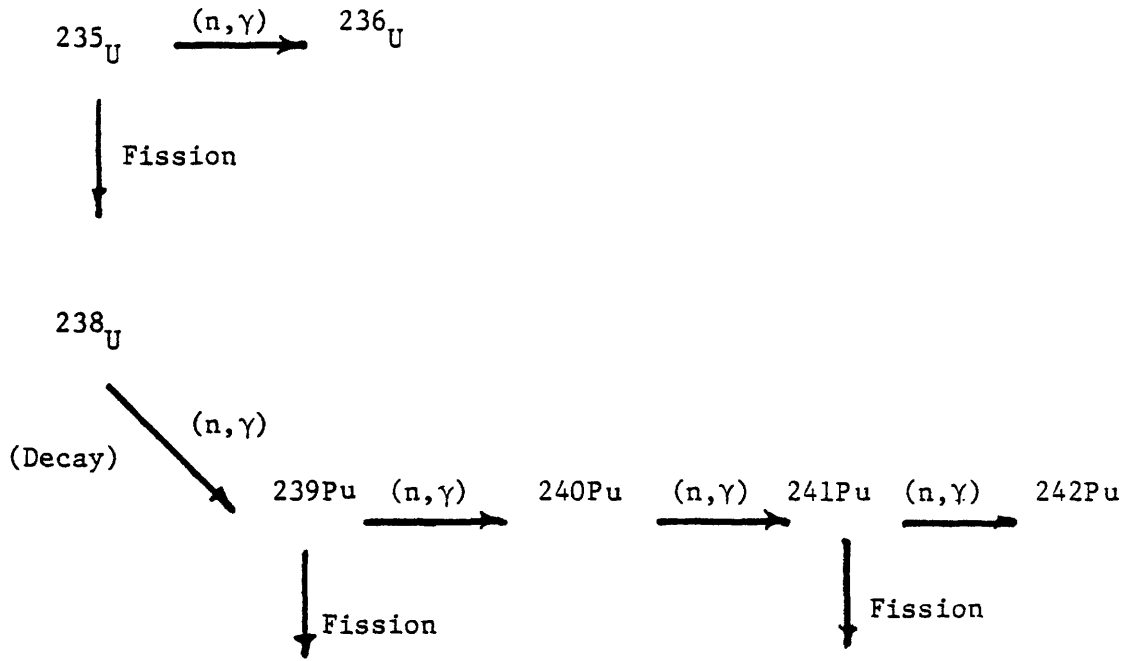 235U (n,γ) 236U
Fission
238U
(n,γ)
(Decay)
239Pu (n,γ) 240Pu (n,γ) 241Pu (n,γ) 242Pu
Fission
Fission